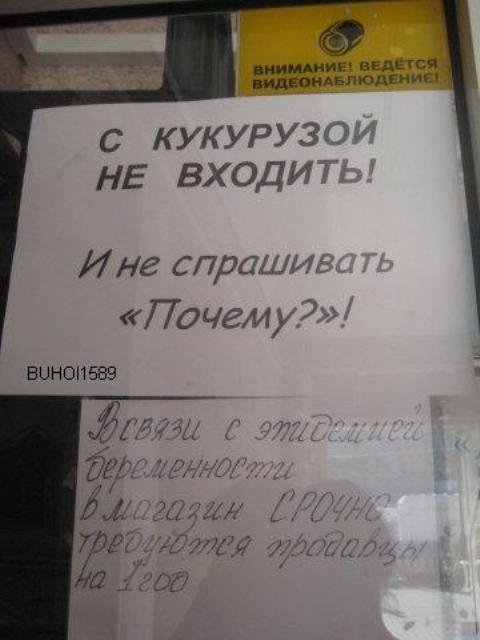 ВНИМАНИЕ! ВЕДЁТСЯ
ВИДЕОНАБЛЮДЕНИЕ!
С КУКУРУЗОЙ
НЕ ВХОДИТЬ!
И не спрашивать
«Почему?»!
BUHOI1589
В связи с эпидемией
беременности
в магазин СРОЧНО
требуются продавцы
на 1 год